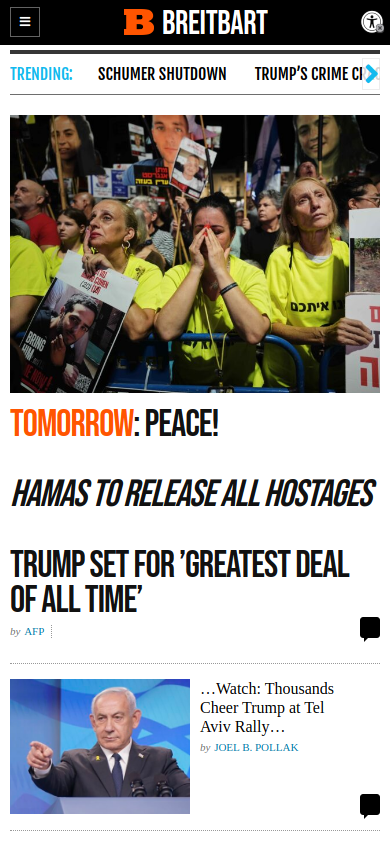 BREITBART
TRENDING: SCHUMER SHUTDOWN TRUMP’S CRIME
BRING
HIM
אתכם
TOMORROW: PEACE!
HAMAS TO RELEASE ALL HOSTAGES
TRUMP SET FOR ’GREATEST DEAL
OF ALL TIME’
by AFP
…Watch: Thousands
Cheer Trump at Tel
Aviv Rally…
by JOEL B. POLLAK